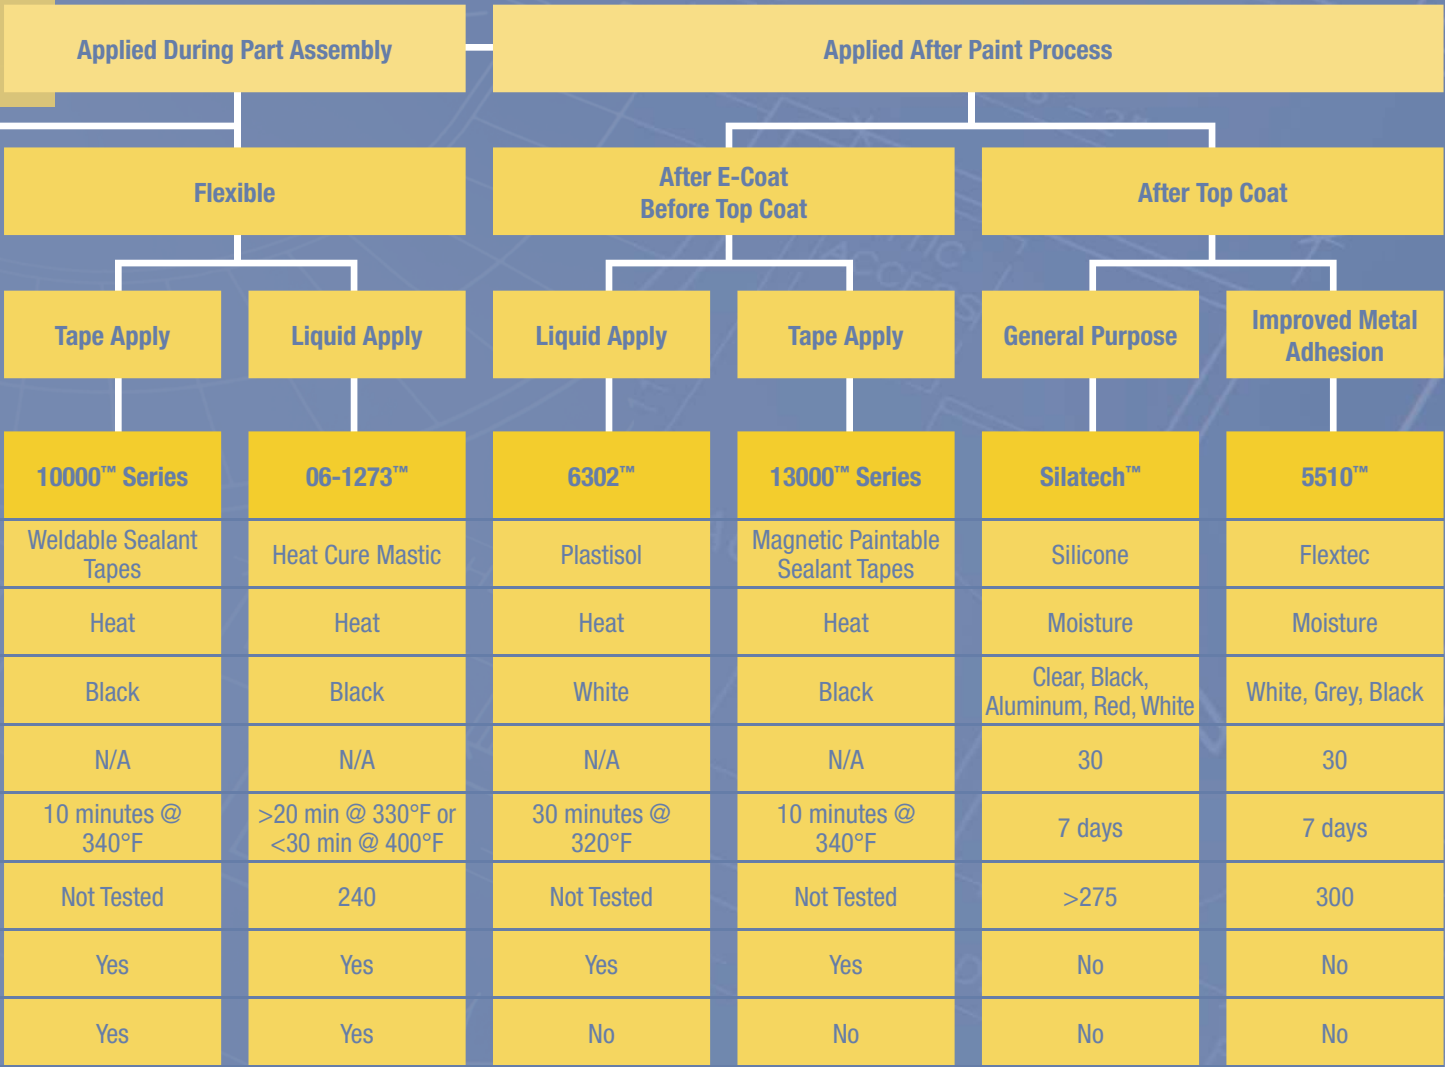 Applied During Part Assembly
Applied After Paint Process
Flexible
After E-Coat
Before Top Coat
After Top Coat
Tape Apply
Liquid Apply
Liquid Apply
Tape Apply
General Purpose
Improved Metal
Adhesion
10000™ Series
06-1273™
6302™
13000™ Series
Silatech™
5510™
Weldable Sealant
Tapes
Heat Cure Mastic
Plastisol
Magnetic Paintable
Sealant Tapes
Silicone
Flextec
Heat
Heat
Heat
Heat
Moisture
Moisture
Black
Black
White
Black
Clear, Black,
Aluminum, Red, White
White, Grey, Black
N/A
N/A
N/A
N/A
30
30
10 minutes @
340°F
>20 min @ 330°F or
<30 min @ 400°F
30 minutes @
320°F
10 minutes @
340°F
7 days
7 days
Not Tested
240
Not Tested
Not Tested
>275
300
Yes
Yes
Yes
Yes
No
No
Yes
Yes
No
No
No
No